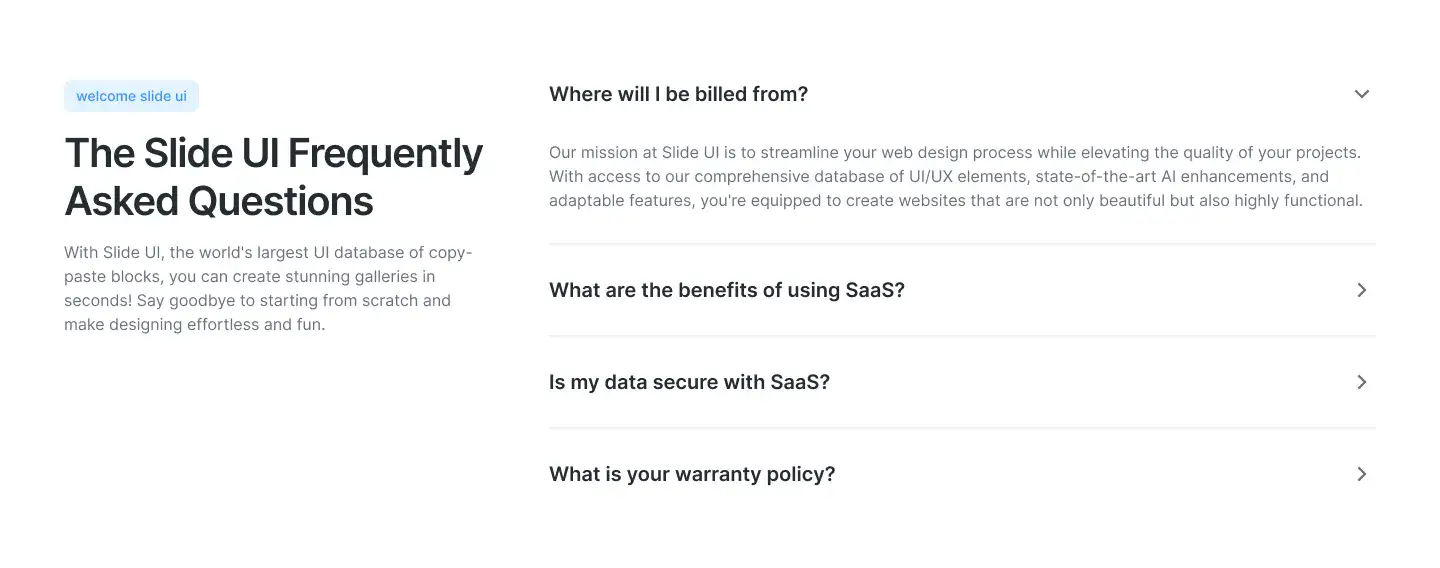 welcome slide ui
The Slide UI Frequently
Asked Questions
With Slide UI, the world's largest UI database of copy-
paste blocks, you can create stunning galleries in
seconds! Say goodbye to starting from scratch and
make designing effortless and fun.
Where will I be billed from?
Our mission at Slide UI is to streamline your web design process while elevating the quality of your projects.
With access to our comprehensive database of UI/UX elements, state-of-the-art AI enhancements, and
adaptable features, you're equipped to create websites that are not only beautiful but also highly functional.
What are the benefits of using SaaS?
Is my data secure with SaaS?
What is your warranty policy?